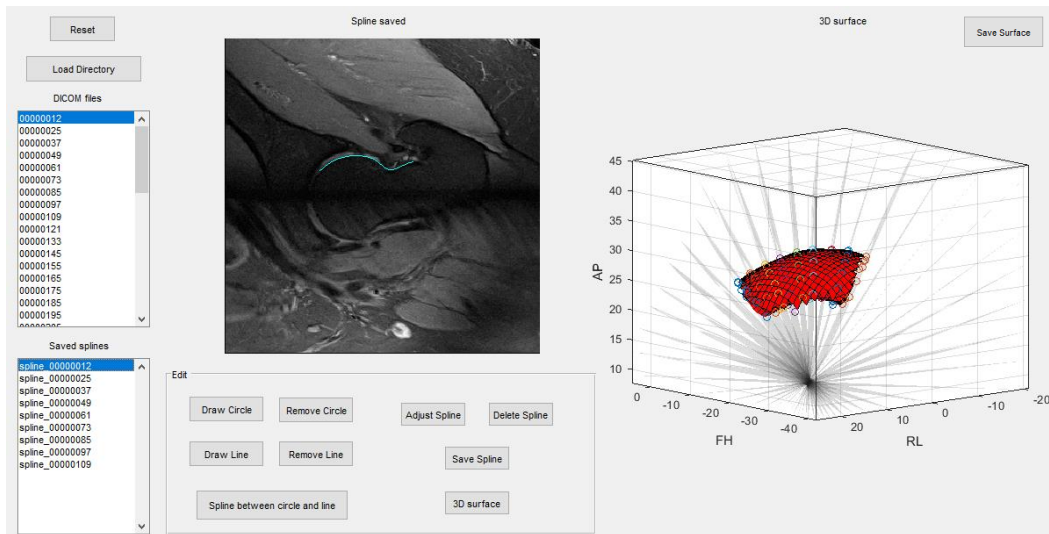 Reset
Load Directory
DICOM files
00000012
00000025
00000037
00000049
00000061
00000073
00000085
00000097
00000109
00000121
00000133
00000145
00000155
00000165
00000175
00000185
00000195
Saved splines
spline_00000012
spline_00000025
spline_00000037
spline_00000049
spline_00000061
spline_00000073
spline_00000085
spline_00000097
spline_00000109
Spline saved
Edit
Draw Circle
Remove Circle
Adjust Spline
Delete Spline
Draw Line
Remove Line
Save Spline
Spline between circle and line
3D surface
3D surface
Save Surface
45
40
35
30
25
20
15
10
AP
0
-10
-20
-30
-40
FH
20
10
0
-10
-20
RL